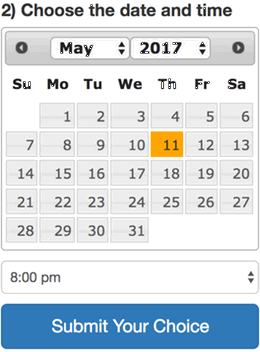 2) Choose the date and time
May 2017
Su Mo Tu We Th Fr Sa
1 2 3 4 5 6
7 8 9 10 11 12 13
14 15 16 17 18 19 20
21 22 23 24 25 26 27
28 29 30 31
8:00 pm
Submit Your Choice